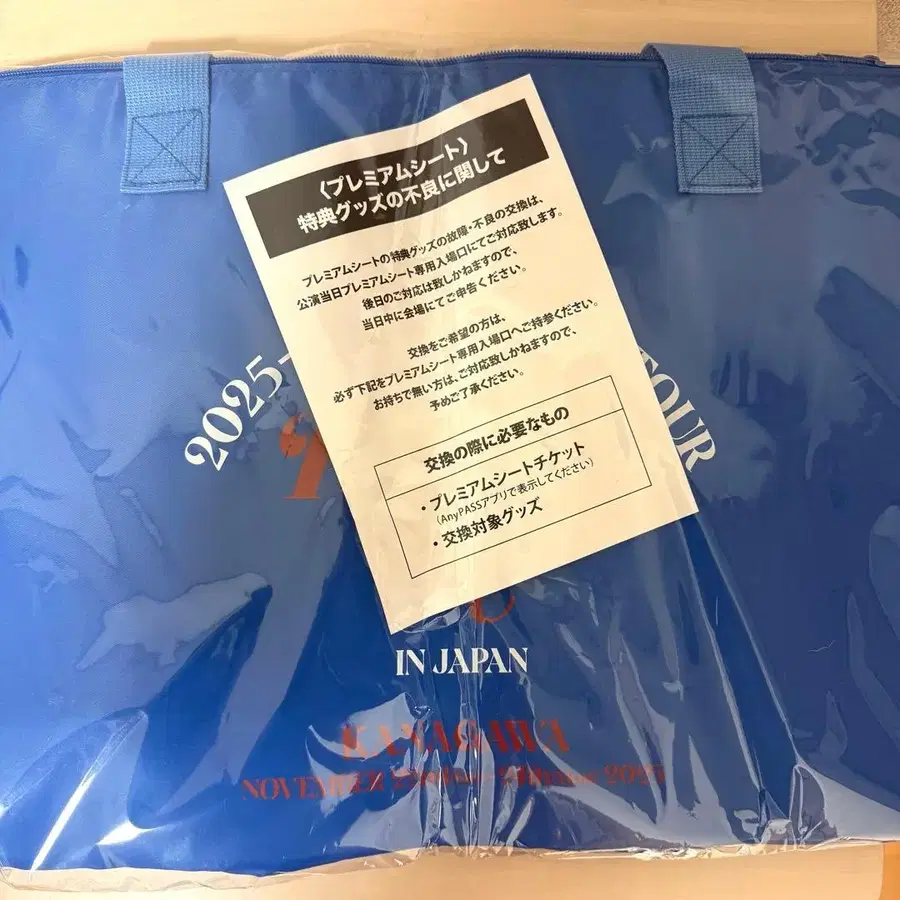 〈プレミアムシート〉
特典グッズの不良に関して
プレミアムシートの特典グッズの故障・不良の交換は、
公演当日プレミアムシート専用入場口にてご対応致します。
後日のご対応は致しかねますので、
当日中に会場にてご申告ください。
交換をご希望の方は、
必ず下記をプレミアムシート専用入場口へご持参ください。
お持ちで無い方は、ご対応致しかねますので、
予めご了承ください。
交換の際に必要なもの
・プレミアムシートチケット
（AnyPASSアプリで表示してください）
・交換対象グッズ
2025-
TOUR
IN JAPAN
KANAGAWA
NOVEMBER 2025